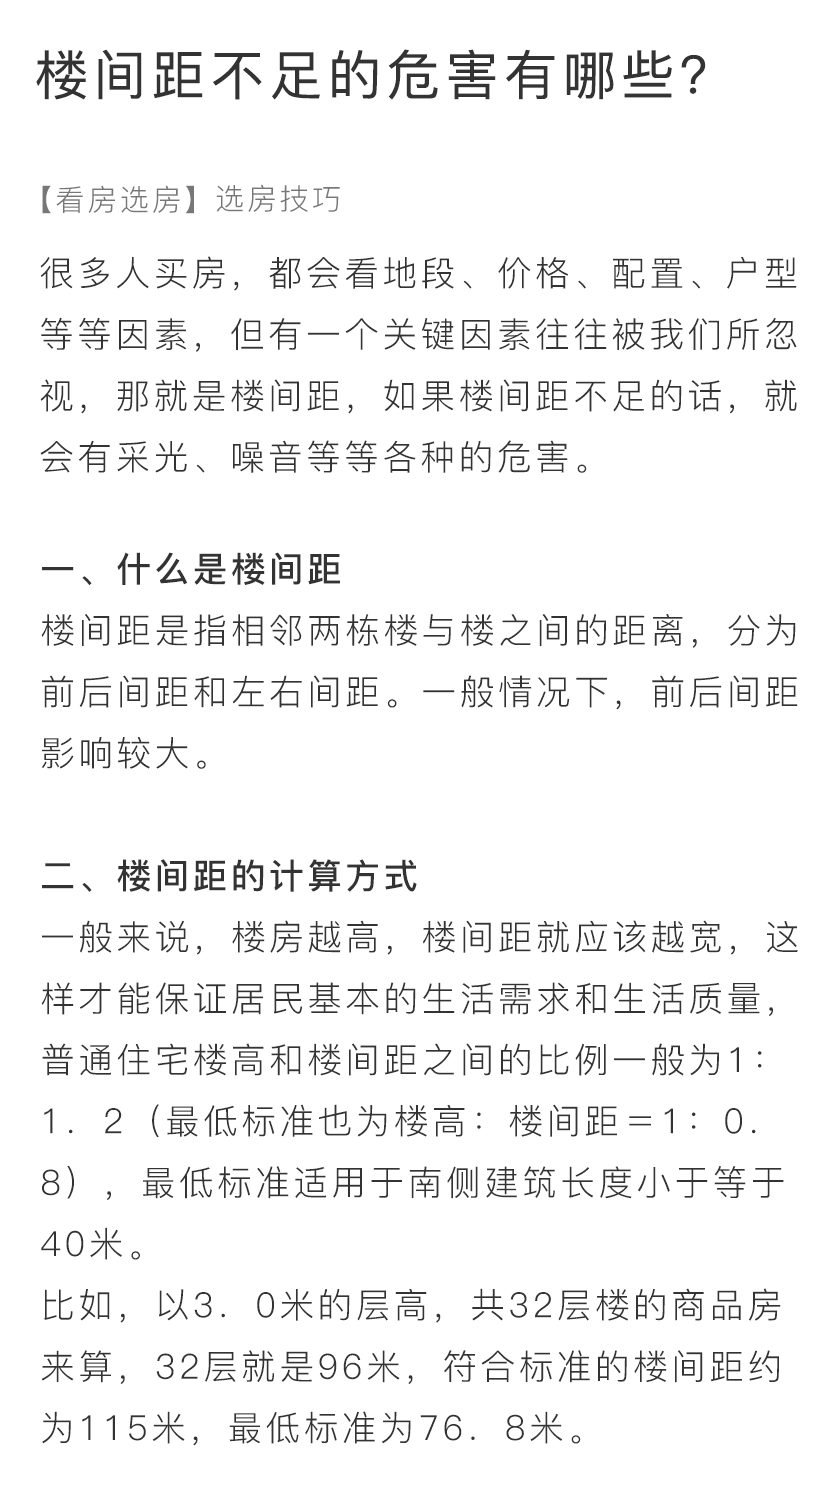 楼间距不足的危害有哪些？
【看房选房】选房技巧
很多人买房，都会看地段、价格、配置、户型
等等因素，但有一个关键因素往往被我们所忽
视，那就是楼间距，如果楼间距不足的话，就
会有采光、噪音等等各种的危害。
一、什么是楼间距
楼间距是指相邻两栋楼与楼之间的距离，分为
前后间距和左右间距。一般情况下，前后间距
影响较大。
二、楼间距的计算方式
一般来说，楼房越高，楼间距就应该越宽，这
样才能保证居民基本的生活需求和生活质量，
普通住宅楼高和楼间距之间的比例一般为1：
1．2（最低标准也为楼高：楼间距＝1：0．
8），最低标准适用于南侧建筑长度小于等于
40米。
比如，以3．0米的层高，共32层楼的商品房
来算，32层就是96米，符合标准的楼间距约
为115米，最低标准为76．8米。